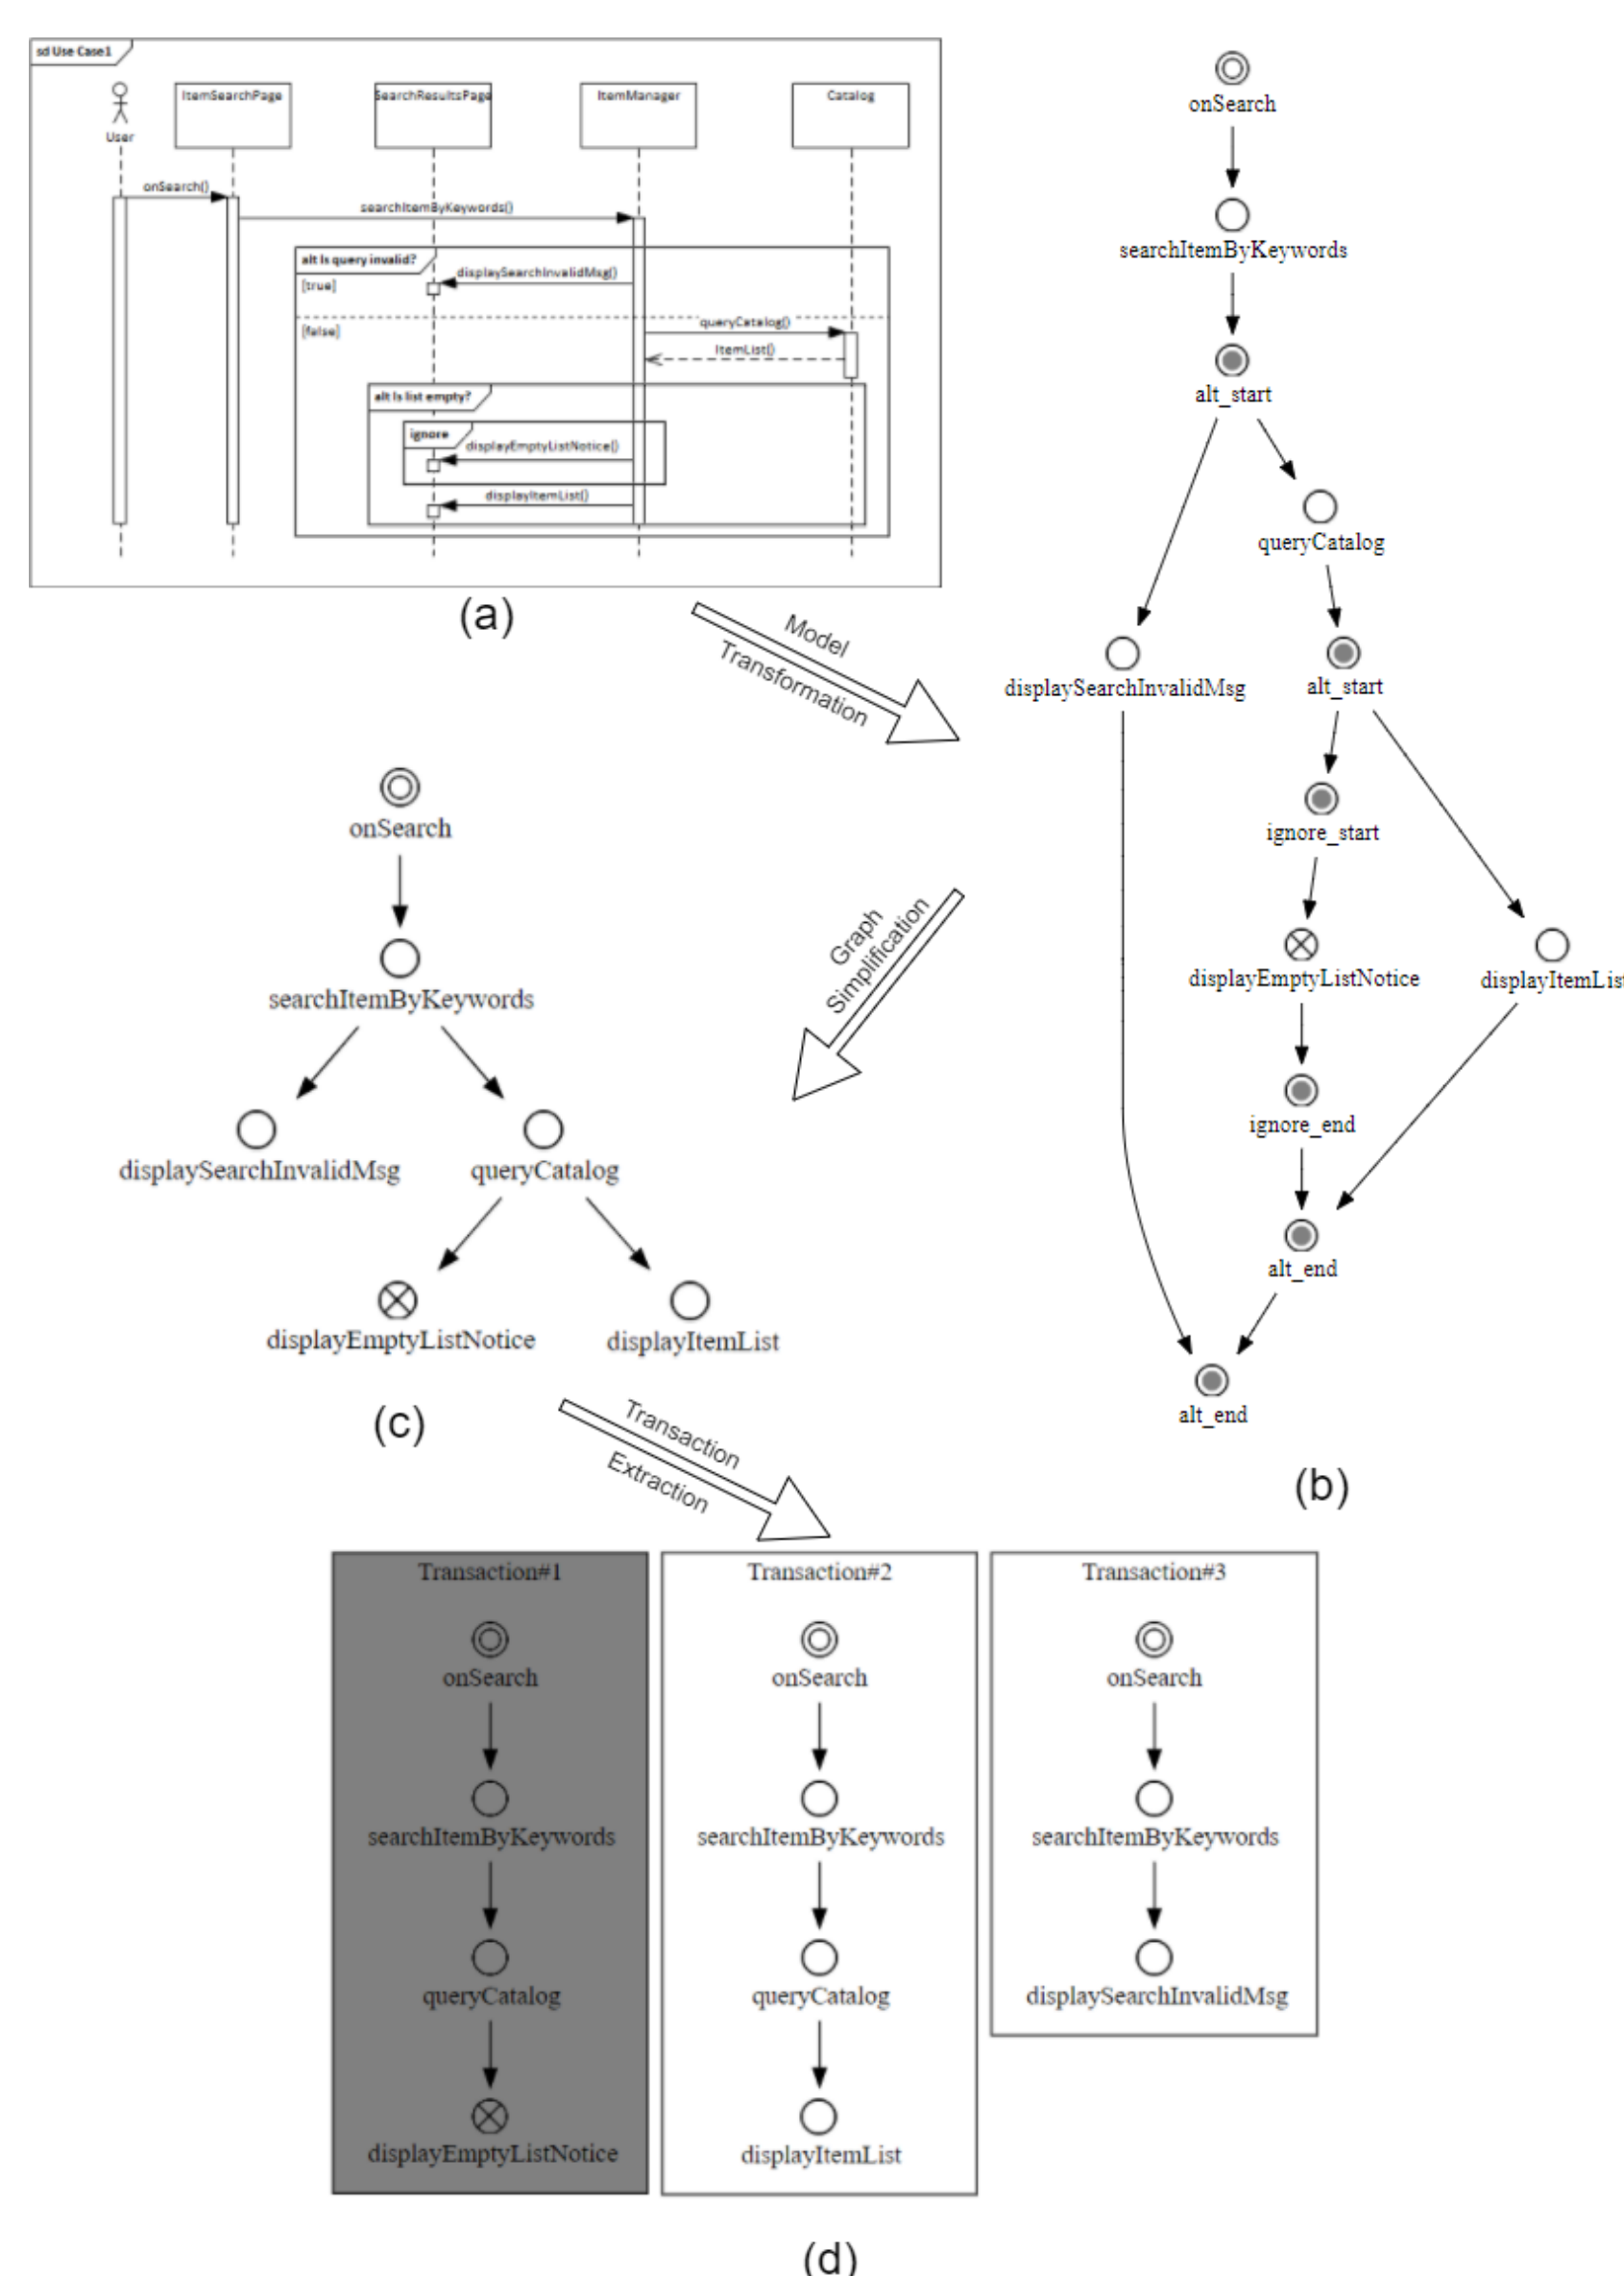 sd Use Case1
User
ItemSearchPage
SearchResultsPage
ItemManager
Catalog
onSearch()
searchItemByKeywords()
alt Is query invalid?
[true]
displaySearchInvalidMsg()
[false]
queryCatalog()
ItemList()
alt Is list empty?
ignore
displayEmptyListNotice()
displayItemList()
(a)
Model
Transformation
onSearch
searchItemByKeywords
alt_start
queryCatalog
displaySearchInvalidMsg
alt_start
ignore_start
displayEmptyListNotice
displayItemList
ignore_end
alt_end
alt_end
(b)
Graph
Simplification
onSearch
searchItemByKeywords
displaySearchInvalidMsg
queryCatalog
displayEmptyListNotice
displayItemList
(c)
Transaction
Extraction
Transaction#1
onSearch
searchItemByKeywords
queryCatalog
displayEmptyListNotice
Transaction#2
onSearch
searchItemByKeywords
queryCatalog
displayItemList
Transaction#3
onSearch
searchItemByKeywords
displaySearchInvalidMsg
(d)